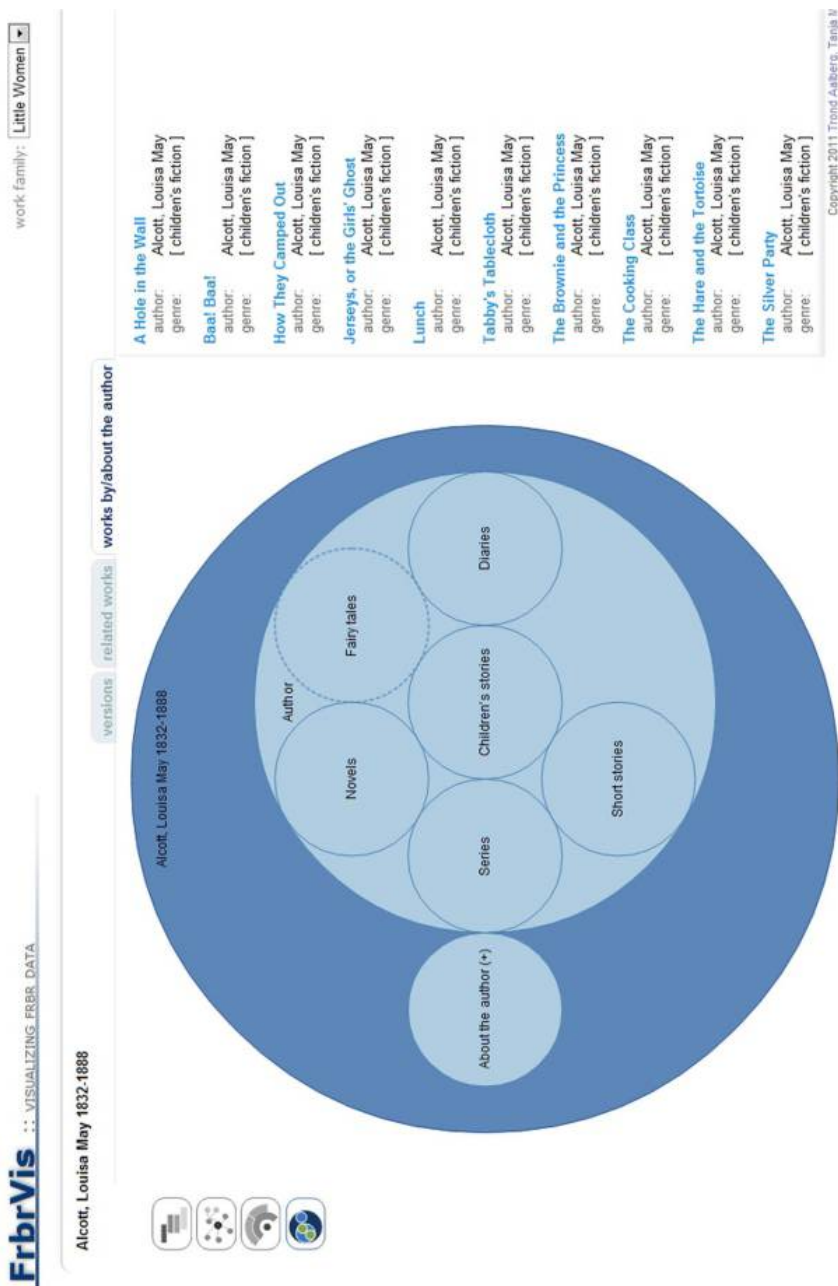 FrbrVis :: VISUALIZING FRBR DATA
work family: Little Women
Alcott, Louisa May 1832-1888
versions related works works by/about the author
Alcott, Louisa May 1832-1888
Author
Novels
Fairy tales
About the author (+)
Series
Children's stories
Diaries
Short stories
A Hole in the Wall
author: Alcott, Louisa May
genre: [ children's fiction ]
Baa! Baa!
author: Alcott, Louisa May
genre: [ children's fiction ]
How They Camped Out
author: Alcott, Louisa May
genre: [ children's fiction ]
Jerseys, or the Girls' Ghost
author: Alcott, Louisa May
genre: [ children's fiction ]
Lunch
author: Alcott, Louisa May
genre: [ children's fiction ]
Tabby's Tablecloth
author: Alcott, Louisa May
genre: [ children's fiction ]
The Brownie and the Princess
author: Alcott, Louisa May
genre: [ children's fiction ]
The Cooking Class
author: Alcott, Louisa May
genre: [ children's fiction ]
The Hare and the Tortoise
author: Alcott, Louisa May
genre: [ children's fiction ]
The Silver Party
author: Alcott, Louisa May
genre: [ children's fiction ]
Copyright 2011 Trond Aalberg, Tanja